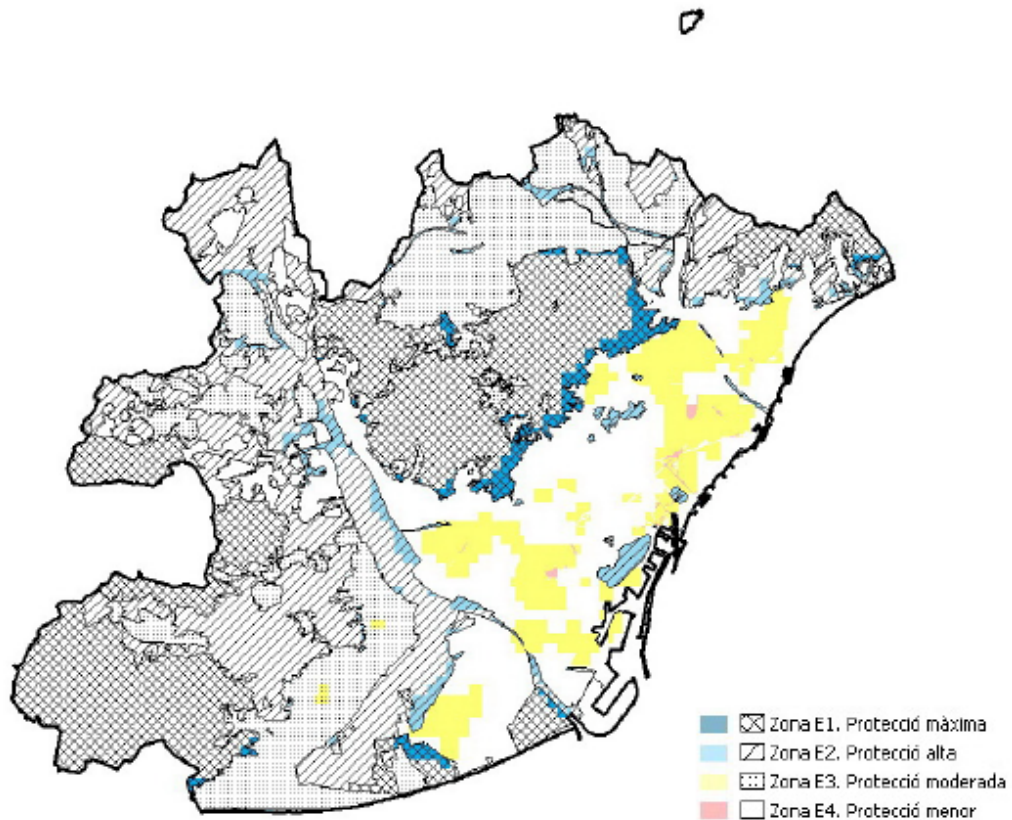 Zona E1. Protecció màxima
Zona E2. Protecció alta
Zona E3. Protecció moderada
Zona E4. Protecció menor